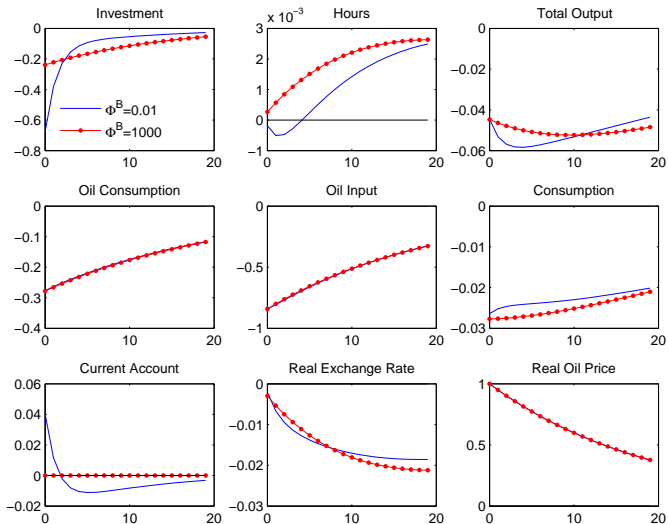 Investment
0
−0.2
−0.4
−0.6
−0.8
0 10 20
Φ^B=0.01
Φ^B=1000
Hours
x 10^−3
3
2
1
0
−1
0 10 20
Total Output
0
−0.02
−0.04
−0.06
0 10 20
Oil Consumption
0
−0.1
−0.2
−0.3
−0.4
0 10 20
Oil Input
0
−0.5
−1
0 10 20
Consumption
0
−0.01
−0.02
−0.03
0 10 20
Current Account
0.06
0.04
0.02
0
−0.02
0 10 20
Real Exchange Rate
0
−0.01
−0.02
−0.03
0 10 20
Real Oil Price
1
0.5
0
0 10 20